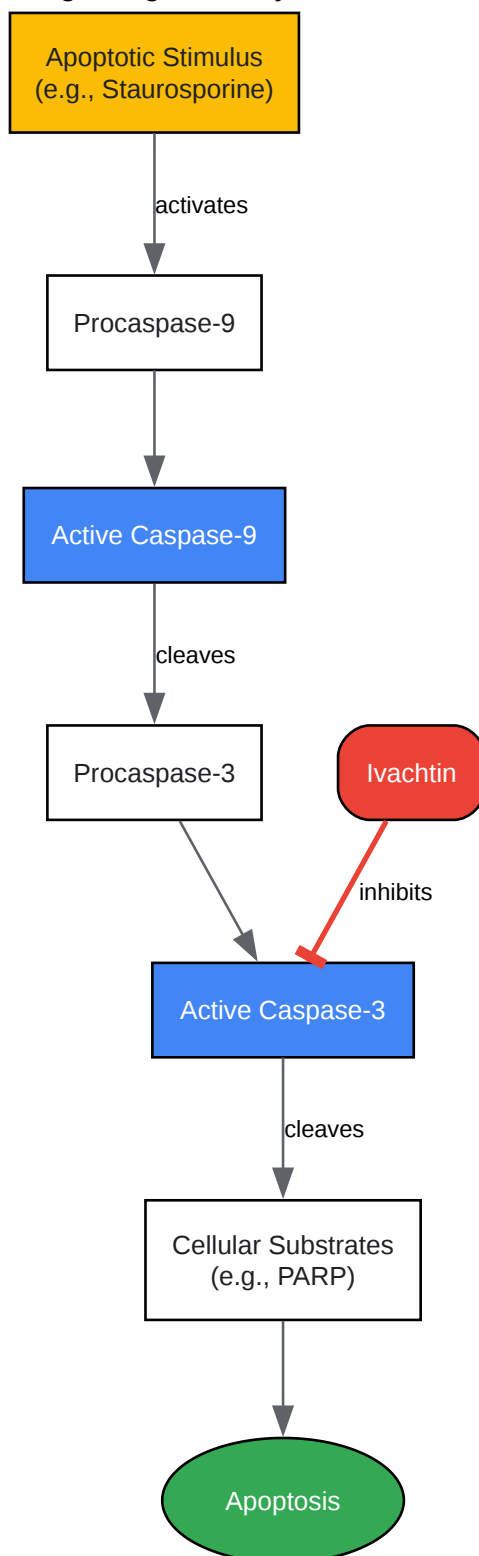 Apoptotic Stimulus
(e.g., Staurosporine)
activates
Procaspase-9
Active Caspase-9
cleaves
Procaspase-3
Ivachtin
inhibits
Active Caspase-3
cleaves
Cellular Substrates
(e.g., PARP)
Apoptosis